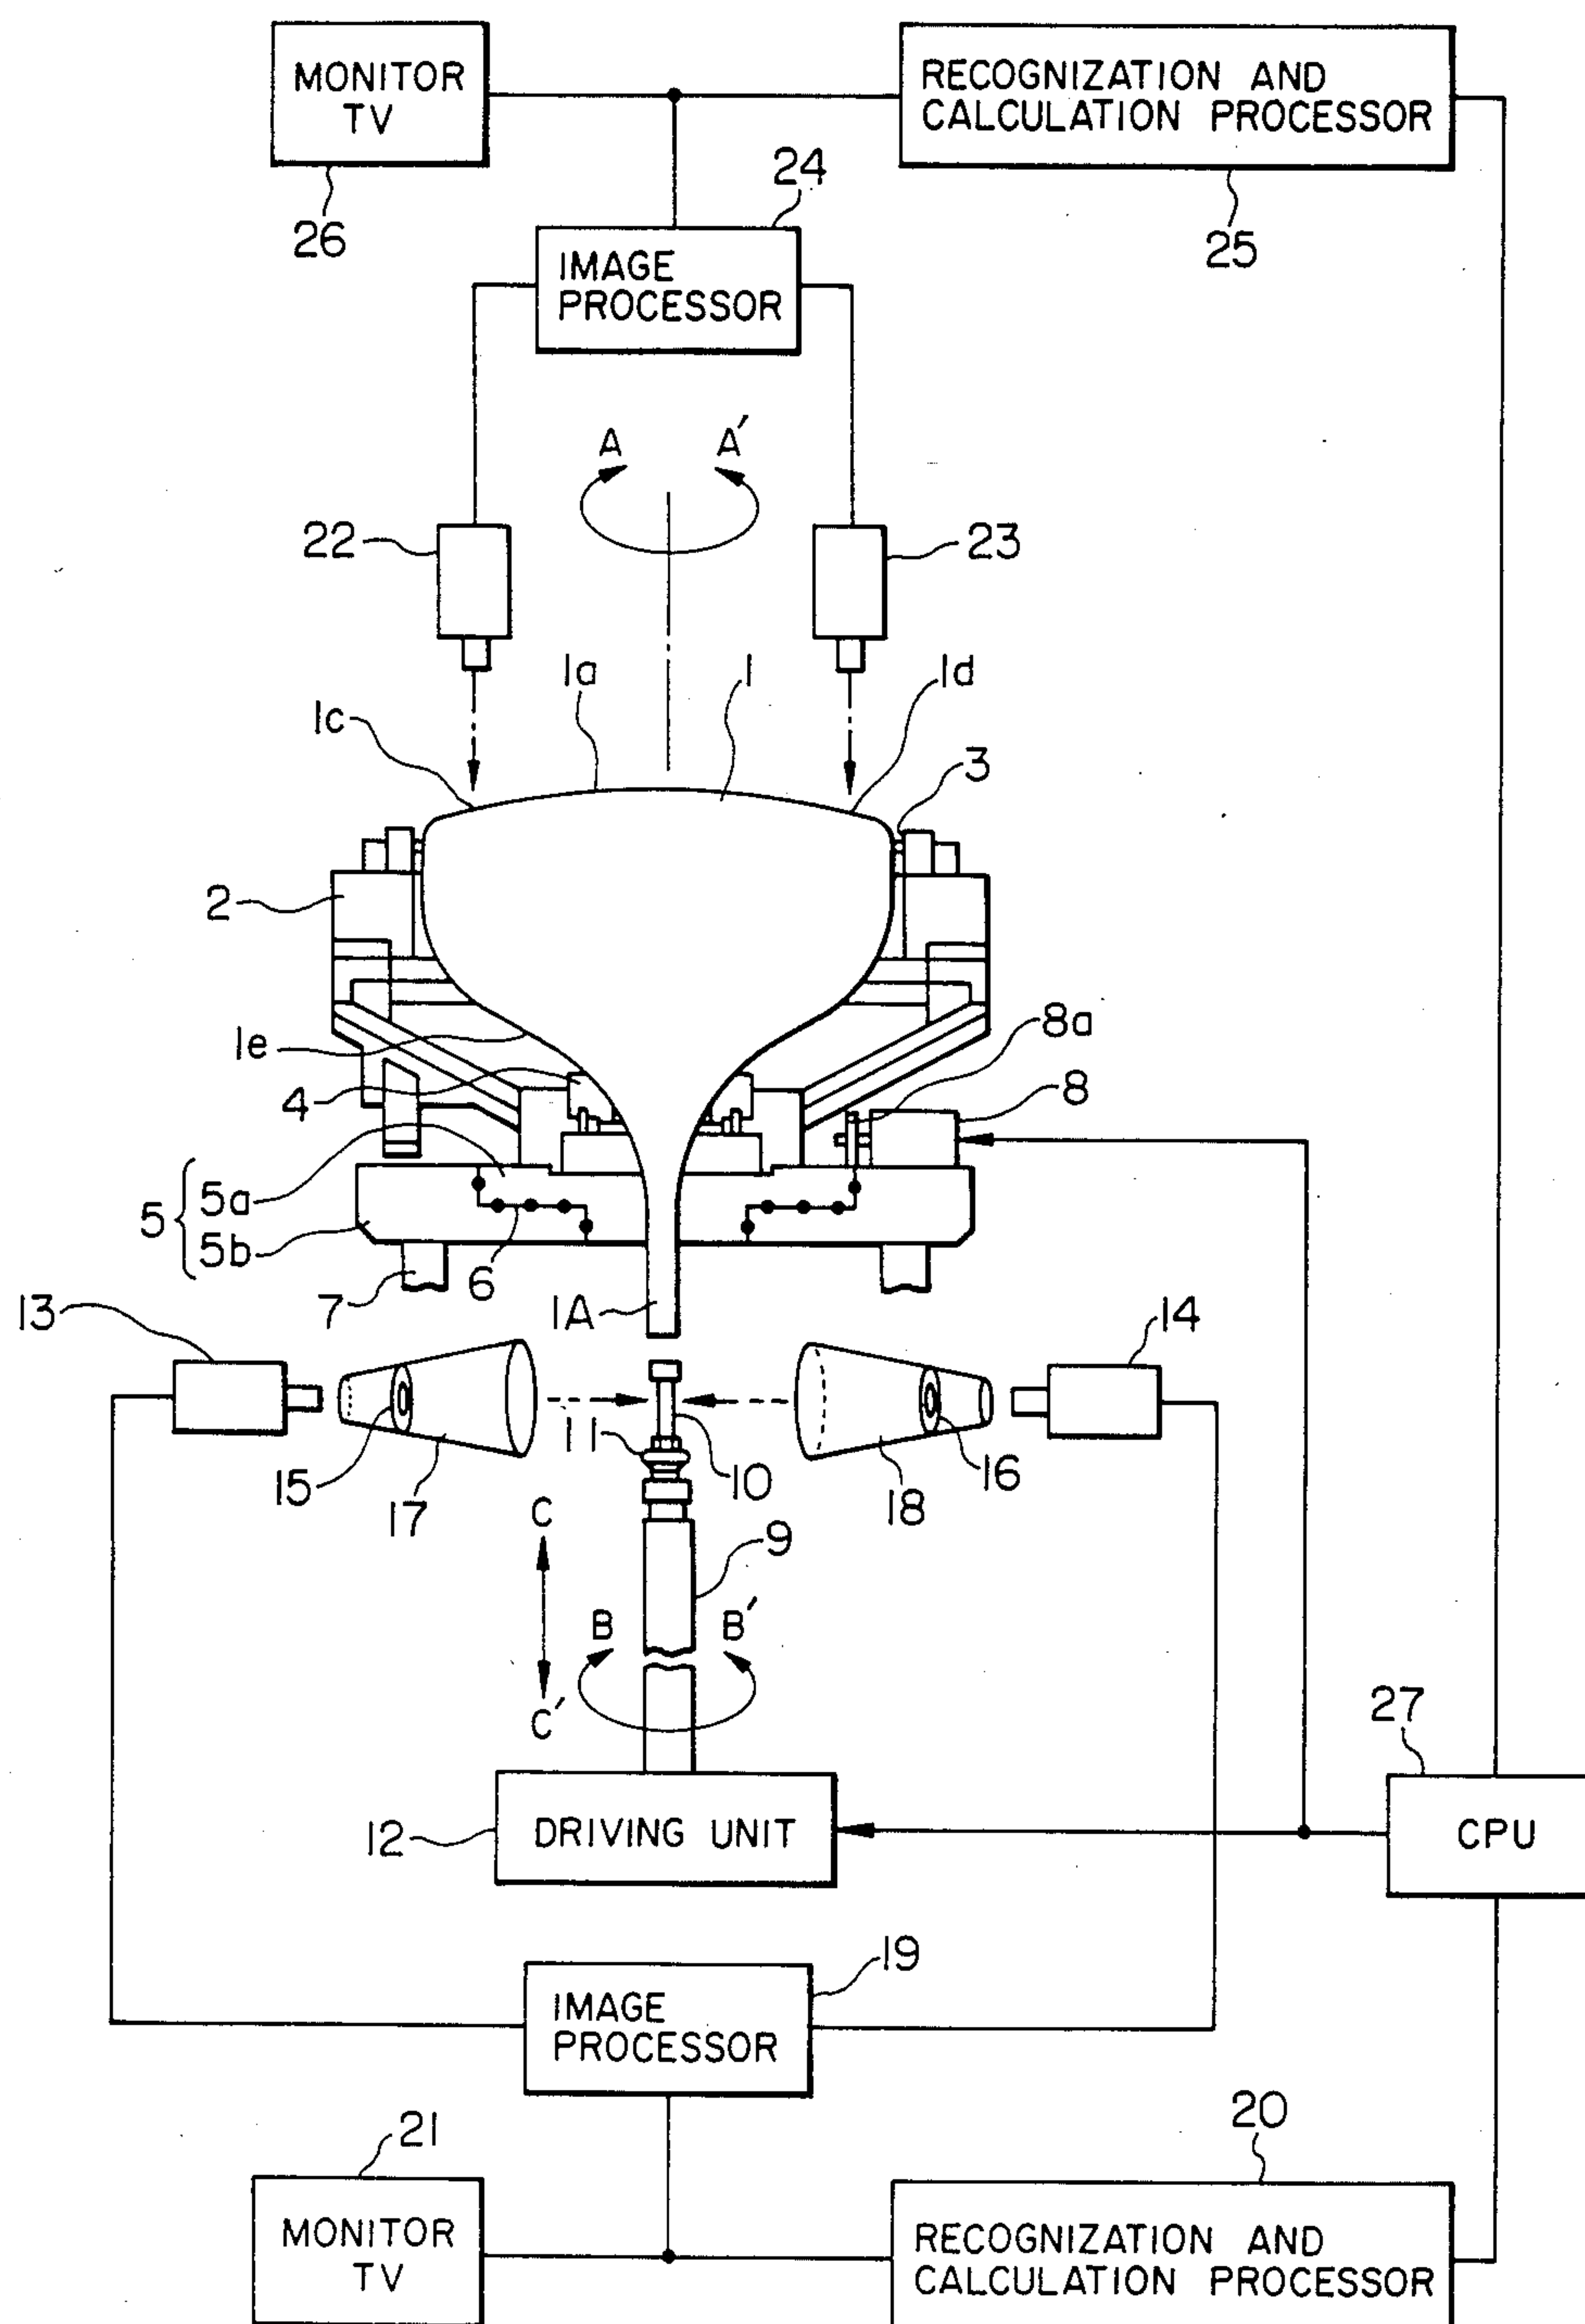 MONITOR
TV
26
RECOGNIZATION AND
CALCULATION PROCESSOR
25
24
IMAGE
PROCESSOR
A
A′
22
23
1a
1
1d
1c
3
2
8a
1e
4
8
5
5a
5b
7
6
1A
13
14
11
15
17
10
18
16
C
9
B
B′
C′
27
12
DRIVING UNIT
CPU
19
IMAGE
PROCESSOR
21
20
MONITOR
TV
RECOGNIZATION AND
CALCULATION PROCESSOR